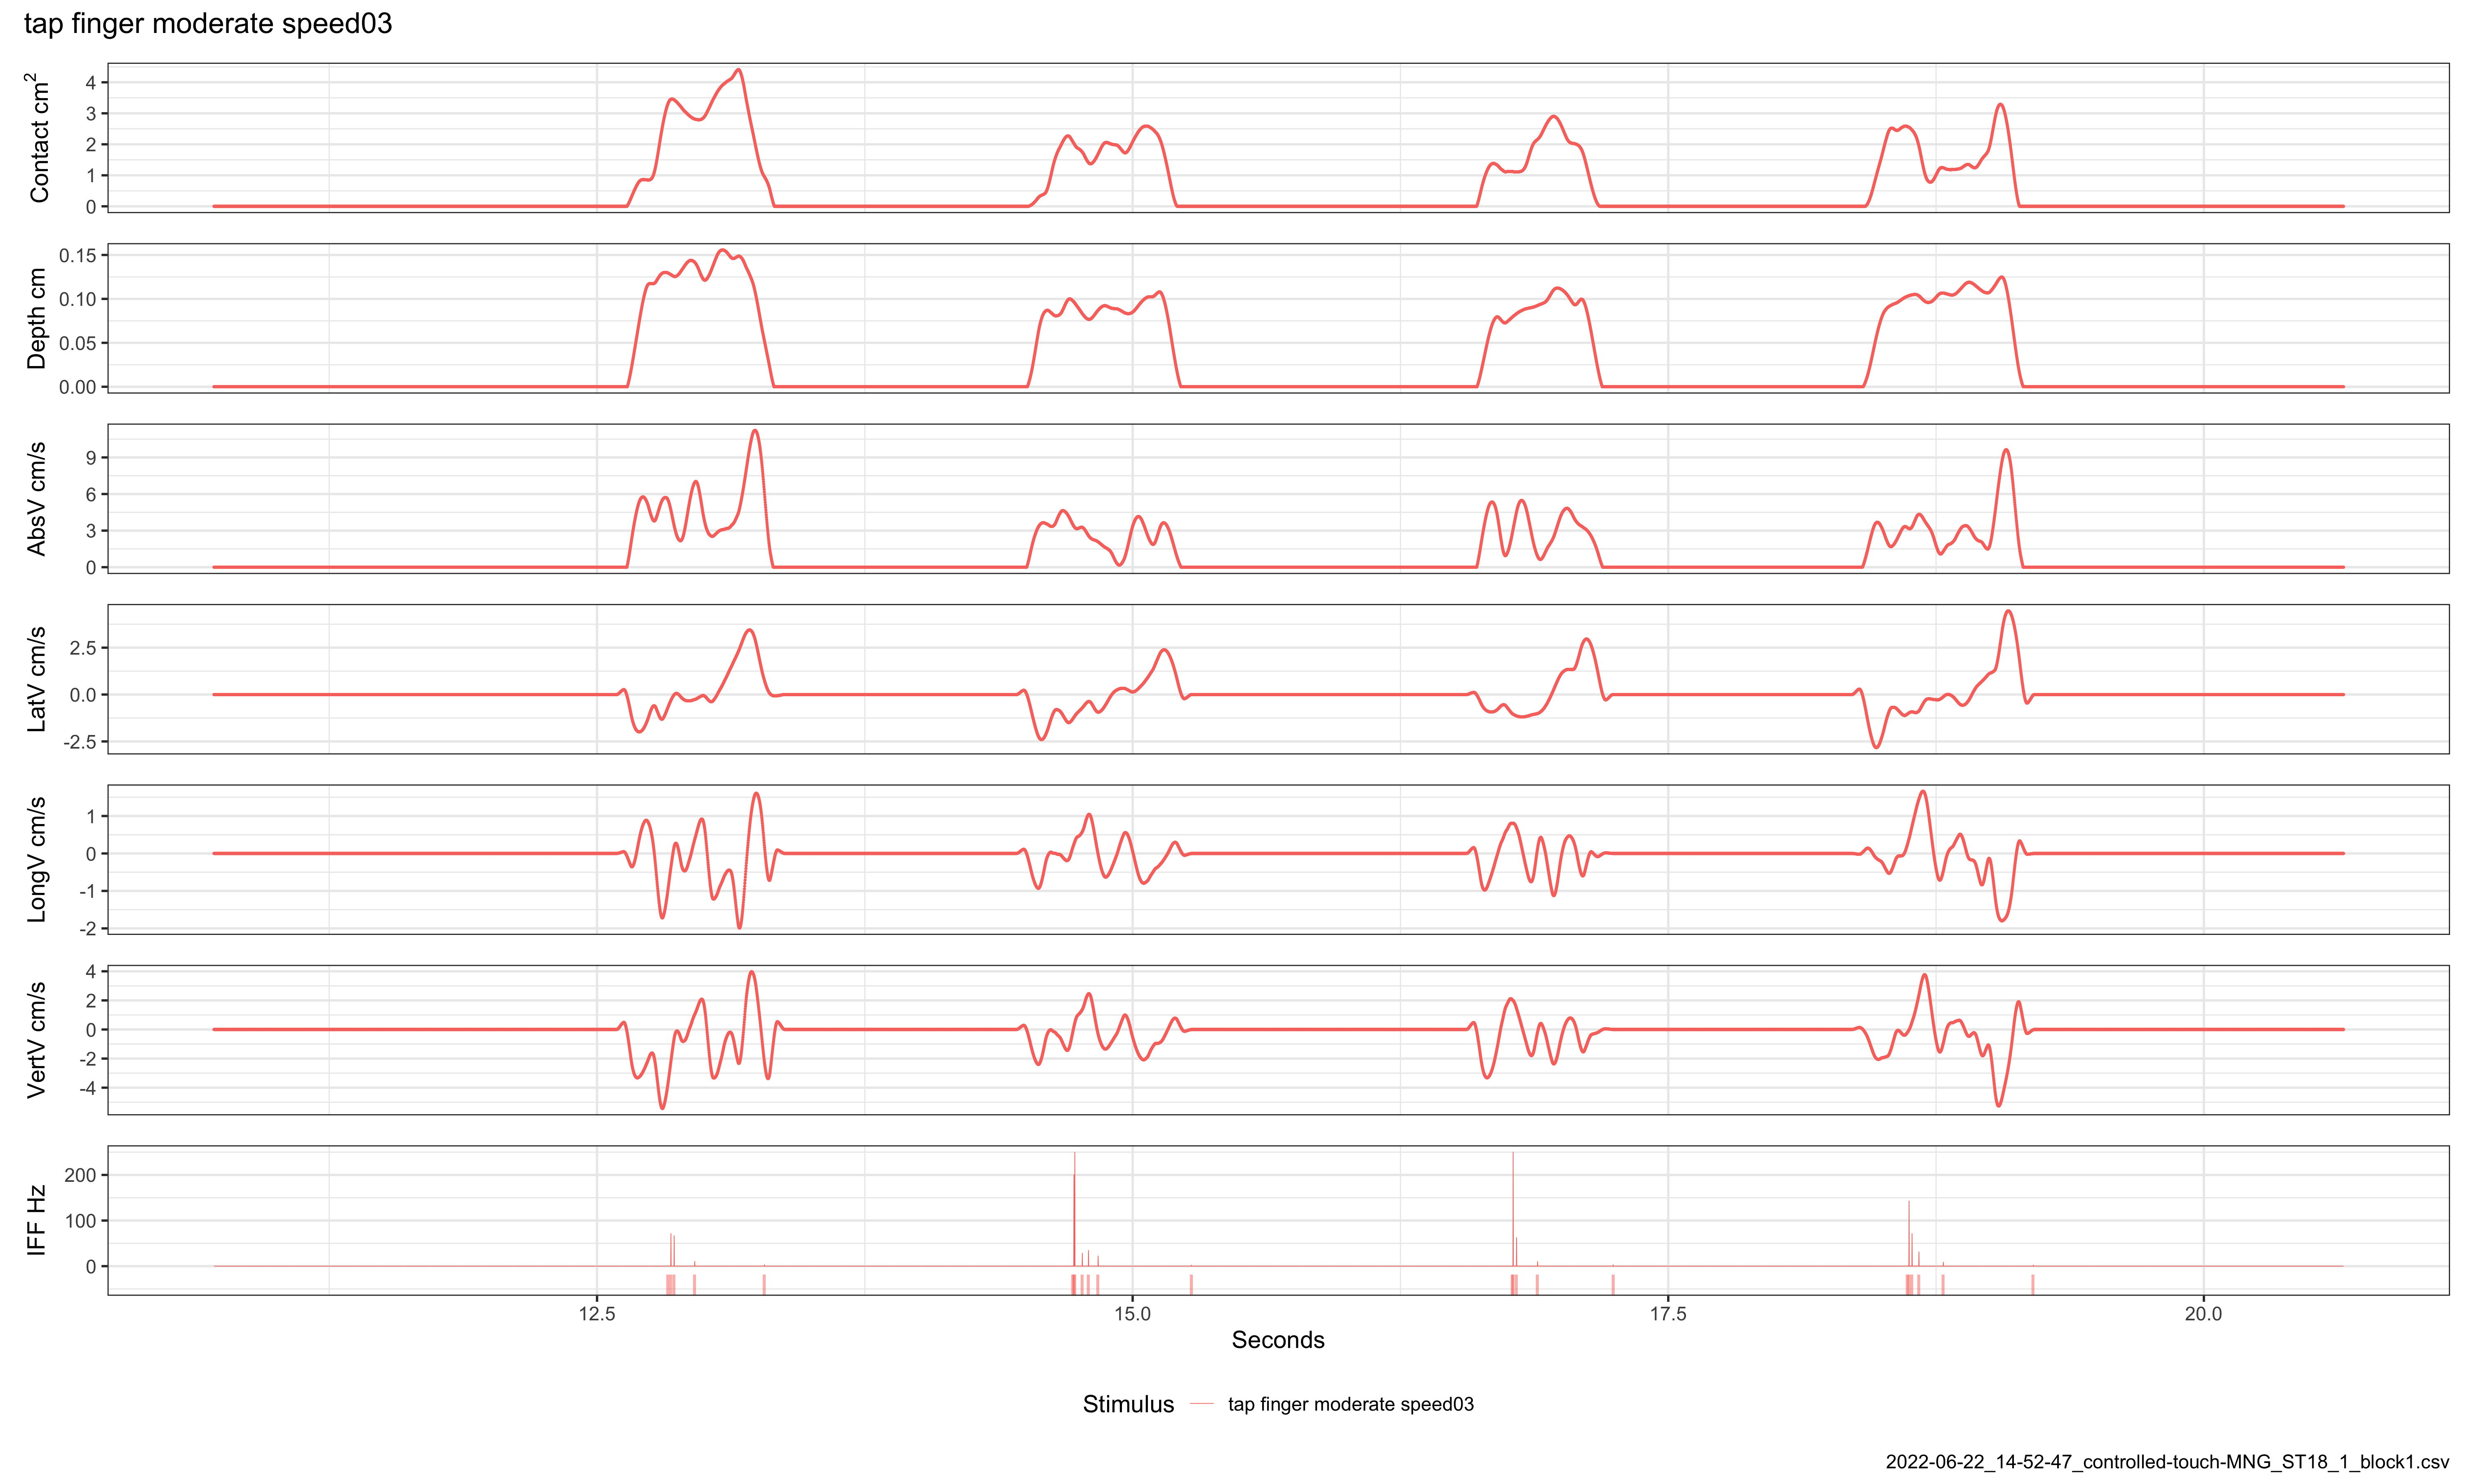 tap finger moderate speed03
Contact cm²
4
3
2
1
0
Depth cm
0.15
0.10
0.05
0.00
AbsV cm/s
9
6
3
0
LatV cm/s
2.5
0.0
-2.5
LongV cm/s
1
0
-1
-2
VertV cm/s
4
2
0
-2
-4
IFF Hz
200
100
0
12.5 15.0 17.5 20.0
Seconds
Stimulus tap finger moderate speed03
2022-06-22_14-52-47_controlled-touch-MNG_ST18_1_block1.csv